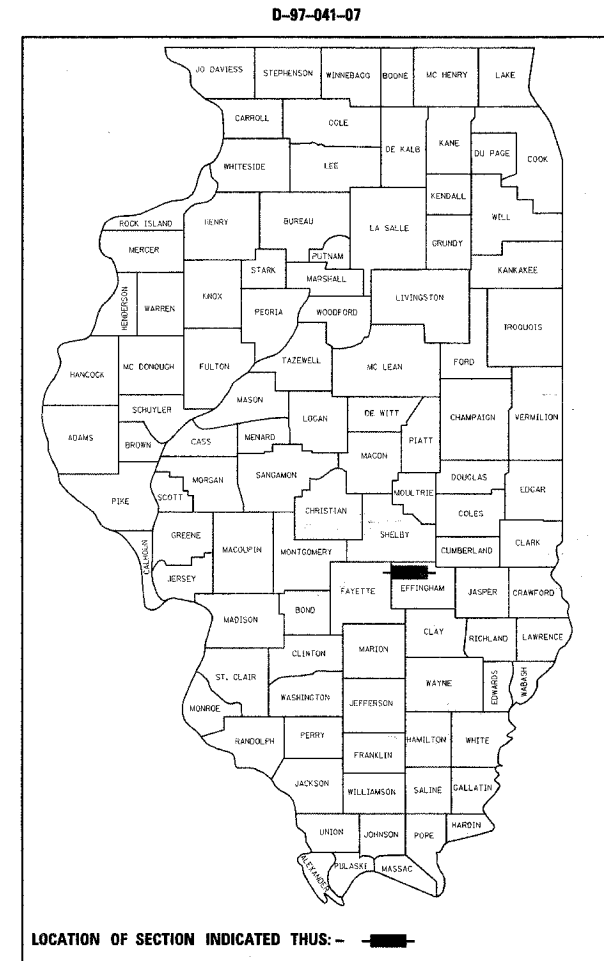 D-97-041-07
JO DAVIESS STEPHENSON WINNEBAGO BOONE MC HENRY LAKE
CARROLL OGLE KANE COOK
DE KALB DU PAGE
WHITESIDE LEE
KENDALL
ROCK ISLAND HENRY BUREAU LA SALLE WILL
MERCER PUTNAM GRUNDY
STARK MARSHALL KANKAKEE
HENDERSON WARREN KNOX PEORIA WOODFORD LIVINGSTON IROQUOIS
HANCOCK MC DONOUGH FULTON TAZEWELL MC LEAN FORD
SCHUYLER MASON LOGAN DE WITT CHAMPAIGN VERMILION
ADAMS BROWN CASS MENARD MACON PIATT
PIKE SCOTT MORGAN SANGAMON MOULTRIE DOUGLAS EDGAR
CHRISTIAN COLES
CALHOUN GREENE MACOUPIN MONTGOMERY SHELBY CUMBERLAND CLARK
JERSEY FAYETTE EFFINGHAM JASPER CRAWFORD
MADISON BOND
CLAY RICHLAND LAWRENCE
CLINTON MARION
ST. CLAIR WAYNE EDWARDS WABASH
MONROE WASHINGTON JEFFERSON
RANDOLPH PERRY HAMILTON WHITE
FRANKLIN
JACKSON WILLIAMSON SALINE GALLATIN
UNION JOHNSON POPE HARDIN
ALEXANDER PULASKI MASSAC
LOCATION OF SECTION INDICATED THUS: -